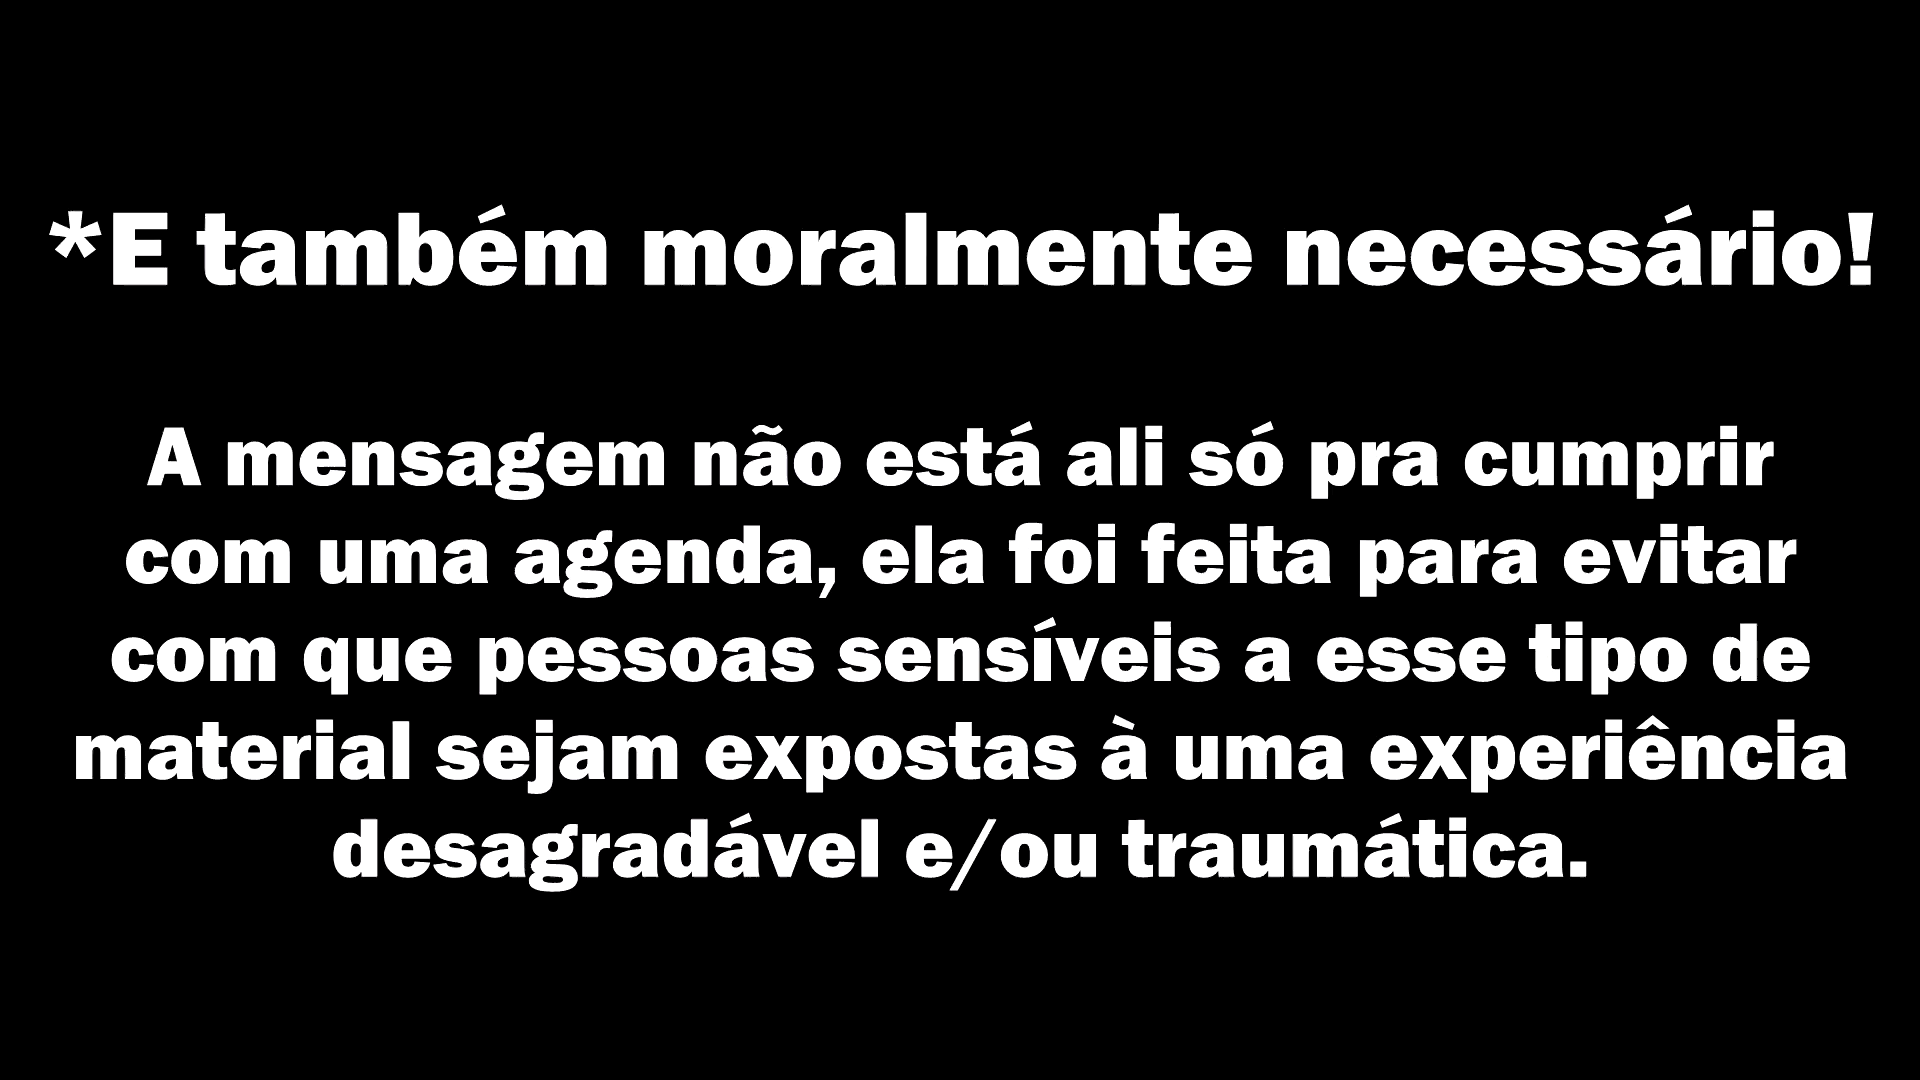 *E também moralmente necessário!
A mensagem não está ali só pra cumprir
com uma agenda, ela foi feita para evitar
com que pessoas sensíveis a esse tipo de
material sejam expostas à uma experiência
desagradável e/ou traumática.